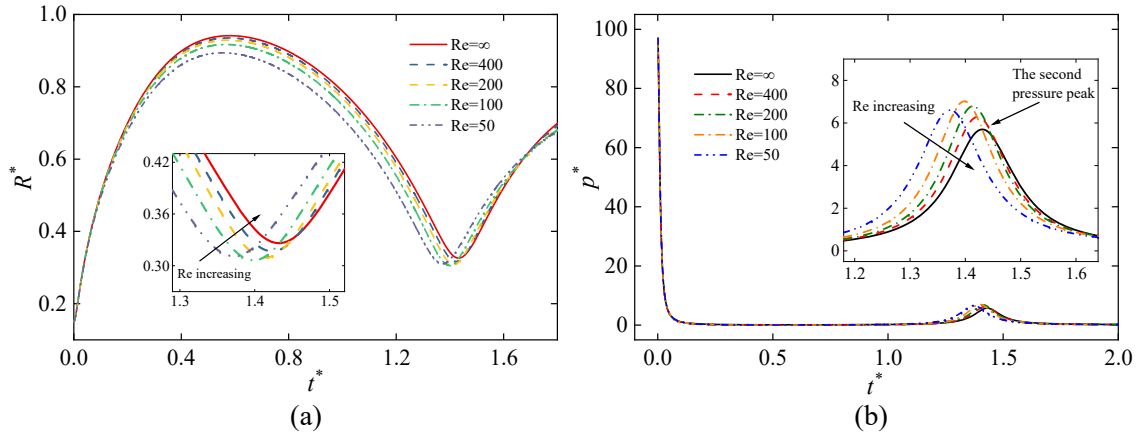 1.0
0.8
0.6
0.4
0.2
R*
0.0
0.4
0.8
1.2
1.6
t*
Re=∞
Re=400
Re=200
Re=100
Re=50
0.42
0.36
0.30
1.3
1.4
1.5
Re increasing
(a)
100
80
60
40
20
0
p*
0.0
0.5
1.0
1.5
2.0
t*
Re=∞
Re=400
Re=200
Re=100
Re=50
8
6
4
2
0
1.2
1.3
1.4
1.5
1.6
Re increasing
The second
pressure peak
(b)